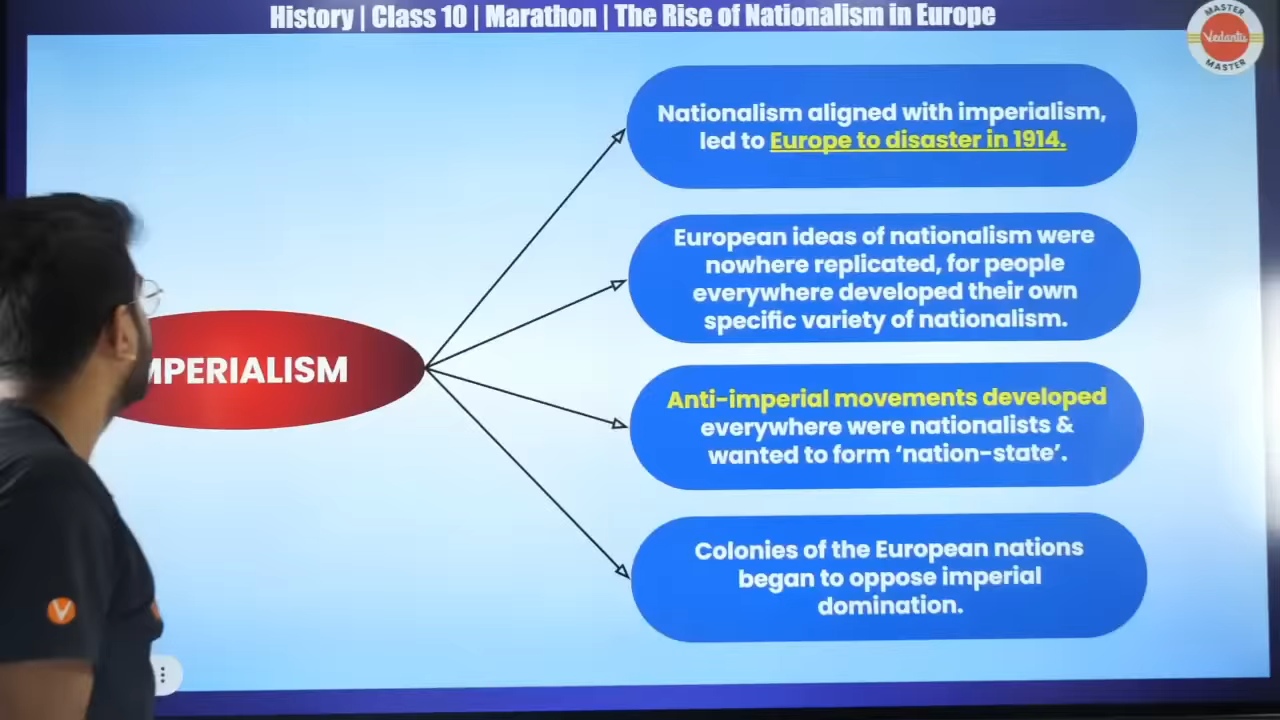 History | Class 10 | Marathon | The Rise of Nationalism in Europe
MASTER
Vedantu
MASTER
Nationalism aligned with imperialism,
led to Europe to disaster in 1914.
European ideas of nationalism were
nowhere replicated, for people
everywhere developed their own
specific variety of nationalism.
MPERIALISM
Anti-imperial movements developed
everywhere were nationalists &
wanted to form ‘nation-state’.
Colonies of the European nations
began to oppose imperial
domination.
V